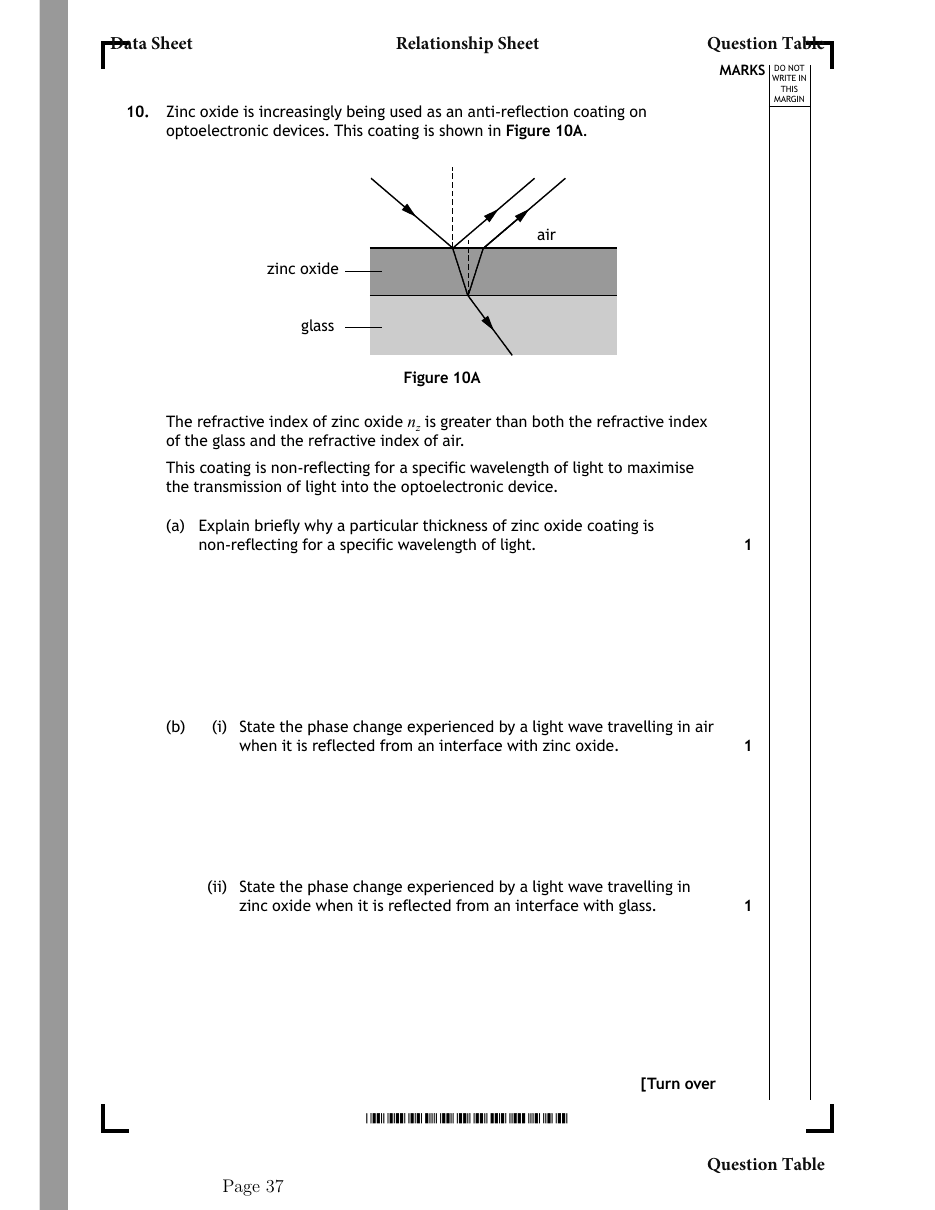 Data Sheet Relationship Sheet Question Table
MARKS
DO NOT
WRITE IN
THIS
MARGIN
10. Zinc oxide is increasingly being used as an anti-reflection coating on
optoelectronic devices. This coating is shown in Figure 10A.
air
zinc oxide
glass
Figure 10A
The refractive index of zinc oxide nz is greater than both the refractive index
of the glass and the refractive index of air.
This coating is non-reflecting for a specific wavelength of light to maximise
the transmission of light into the optoelectronic device.
(a) Explain briefly why a particular thickness of zinc oxide coating is
non-reflecting for a specific wavelength of light. 1
(b) (i) State the phase change experienced by a light wave travelling in air
when it is reflected from an interface with zinc oxide. 1
(ii) State the phase change experienced by a light wave travelling in
zinc oxide when it is reflected from an interface with glass. 1
[Turn over
Question Table
Page 37